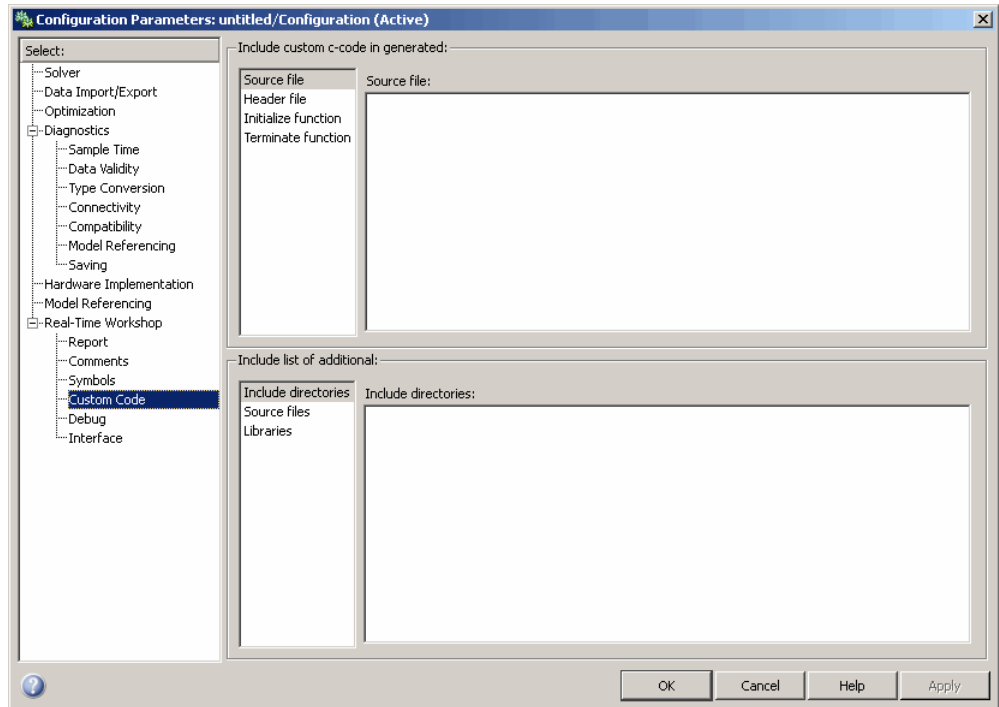 Configuration Parameters: untitled/Configuration (Active)
Select:
Solver
Data Import/Export
Optimization
Diagnostics
Sample Time
Data Validity
Type Conversion
Connectivity
Compatibility
Model Referencing
Saving
Hardware Implementation
Model Referencing
Real-Time Workshop
Report
Comments
Symbols
Custom Code
Debug
Interface
Include custom c-code in generated:
Source file
Header file
Initialize function
Terminate function
Source file:
Include list of additional:
Include directories
Source files
Libraries
Include directories:
OK
Cancel
Help
Apply